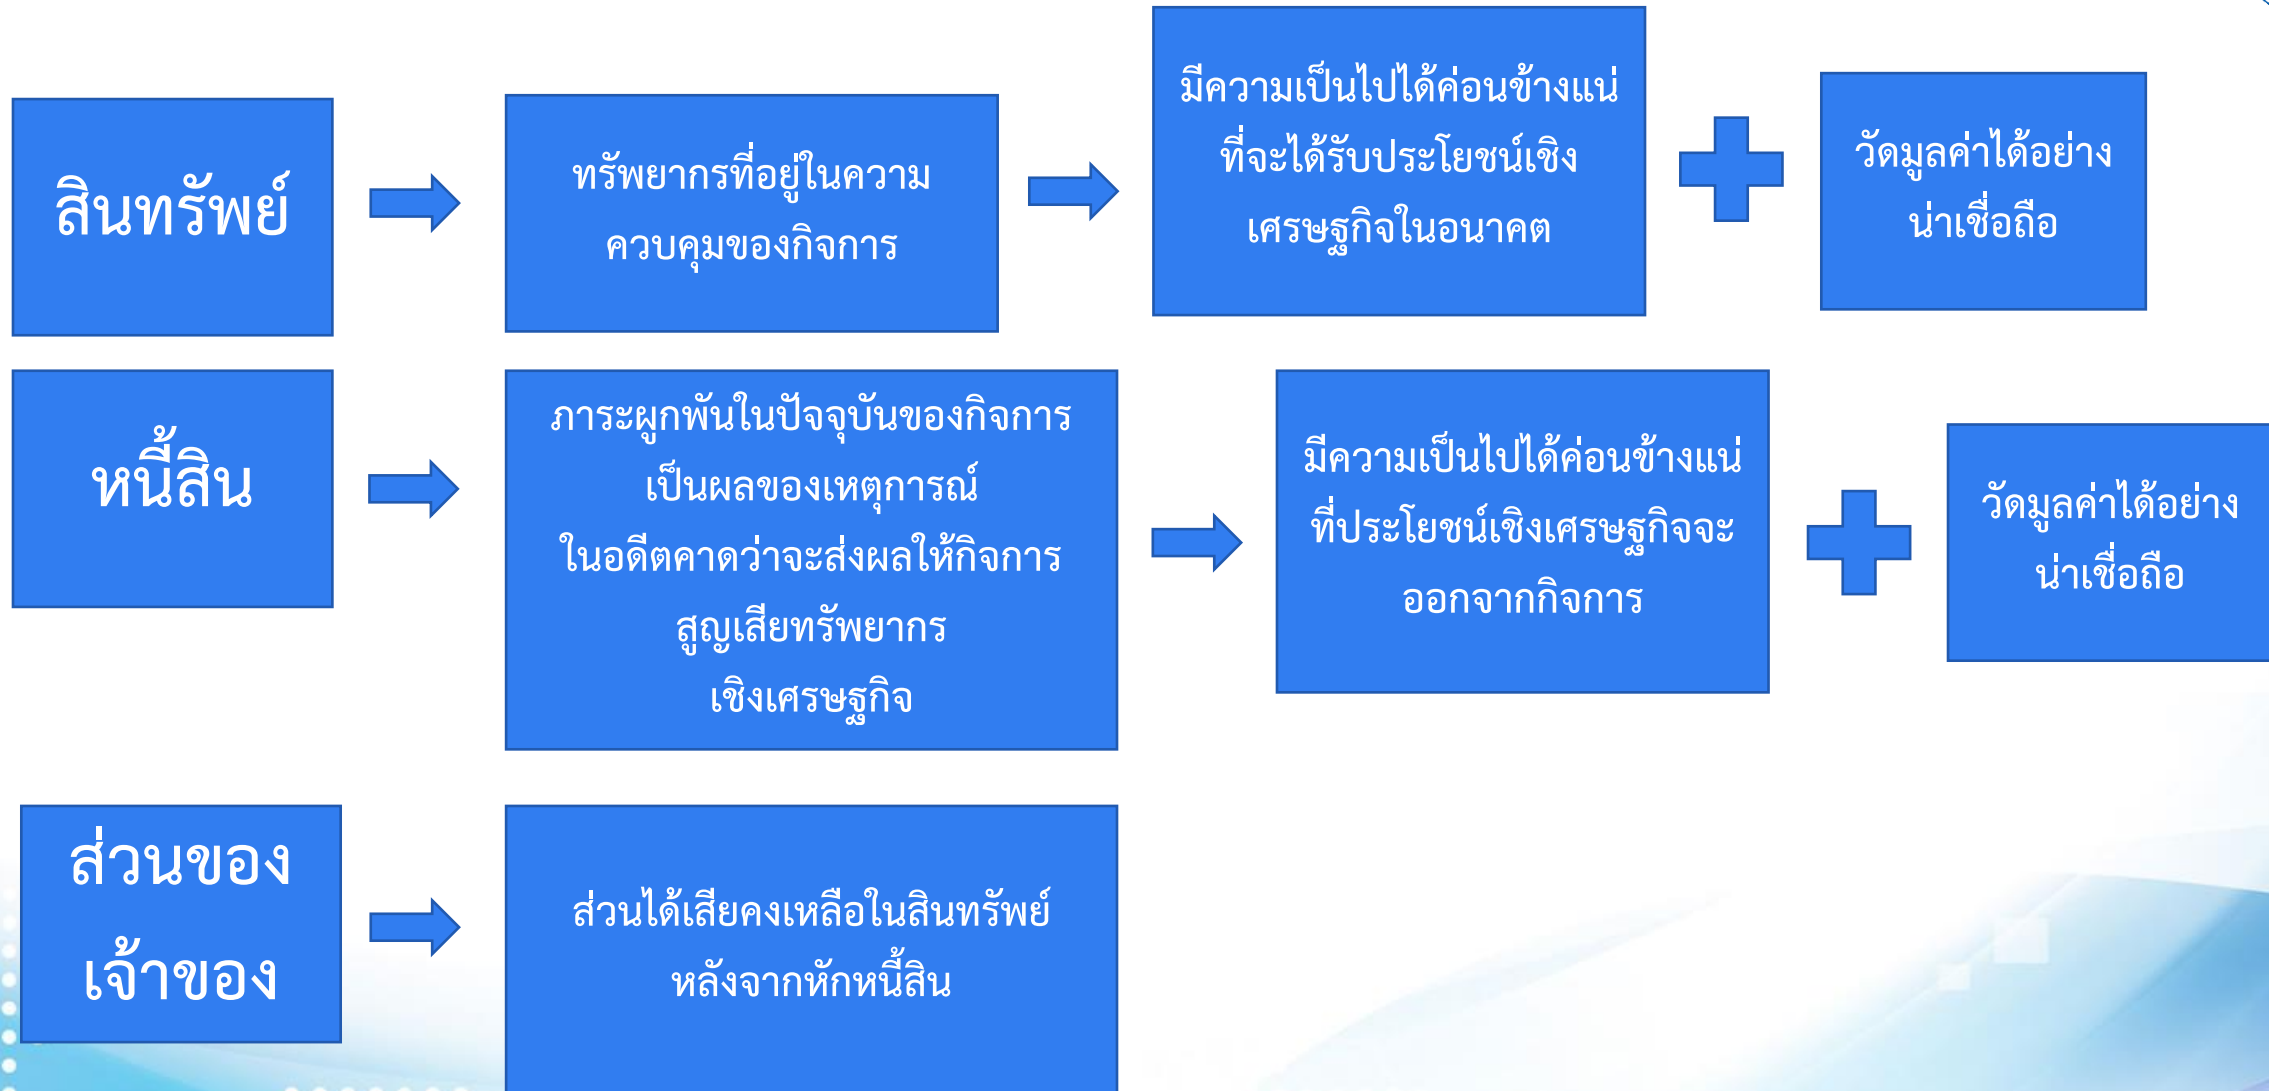 สินทรัพย์
ทรัพยากรที่อยู่ในความ
ควบคุมของกิจการ
มีความเป็นไปได้ค่อนข้างแน่
ที่จะได้รับประโยชน์เชิง
เศรษฐกิจในอนาคต
วัดมูลค่าได้อย่าง
น่าเชื่อถือ
หนี้สิน
ภาระผูกพันในปัจจุบันของกิจการ
เป็นผลของเหตุการณ์
ในอดีตคาดว่าจะส่งผลให้กิจการ
สูญเสียทรัพยากร
เชิงเศรษฐกิจ
มีความเป็นไปได้ค่อนข้างแน่
ที่ประโยชน์เชิงเศรษฐกิจจะ
ออกจากกิจการ
วัดมูลค่าได้อย่าง
น่าเชื่อถือ
ส่วนของ
เจ้าของ
ส่วนได้เสียคงเหลือในสินทรัพย์
หลังจากหักหนี้สิน